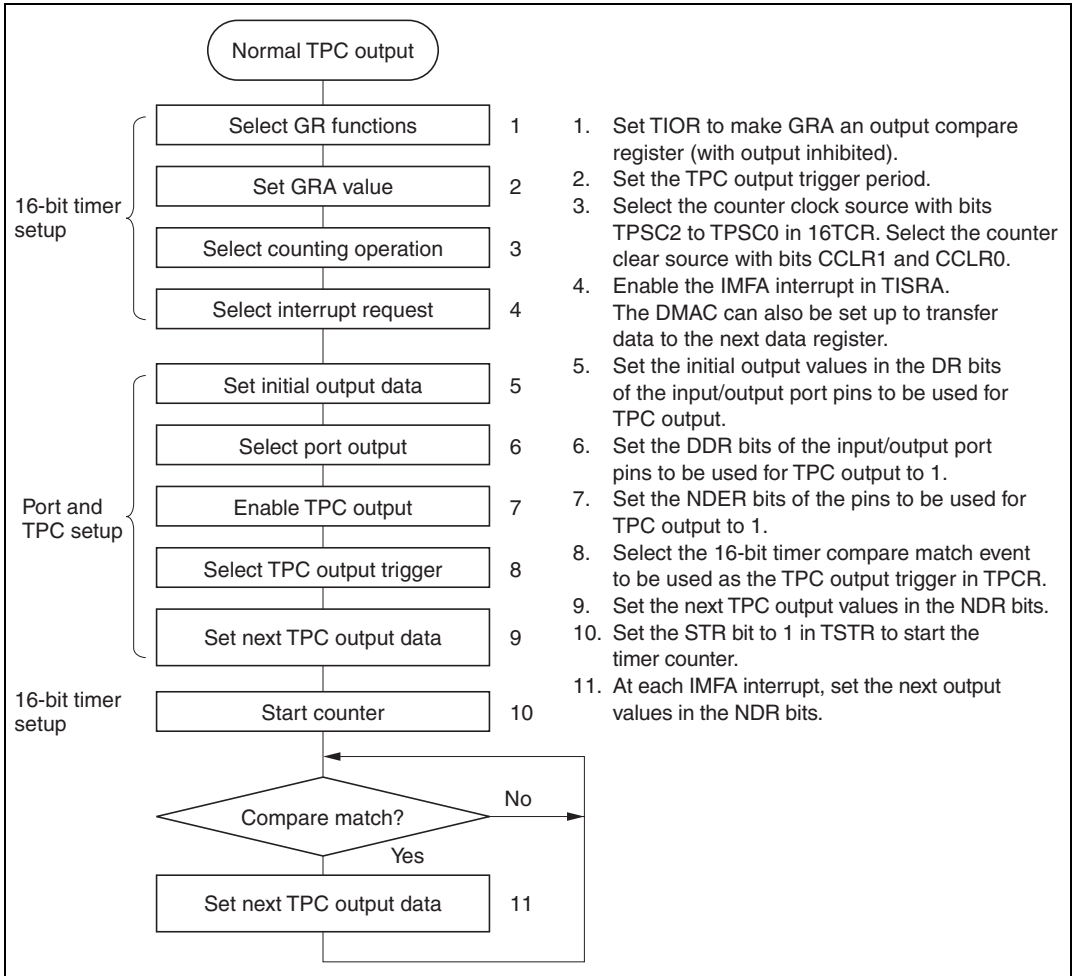 Normal TPC output
16-bit timer
setup
Select GR functions 1
Set GRA value 2
Select counting operation 3
Select interrupt request 4
Port and
TPC setup
Set initial output data 5
Select port output 6
Enable TPC output 7
Select TPC output trigger 8
Set next TPC output data 9
16-bit timer
setup
Start counter 10
Compare match?
No
Yes
Set next TPC output data 11
1. Set TIOR to make GRA an output compare
register (with output inhibited).
2. Set the TPC output trigger period.
3. Select the counter clock source with bits
TPSC2 to TPSC0 in 16TCR. Select the counter
clear source with bits CCLR1 and CCLR0.
4. Enable the IMFA interrupt in TISRA.
The DMAC can also be set up to transfer
data to the next data register.
5. Set the initial output values in the DR bits
of the input/output port pins to be used for
TPC output.
6. Set the DDR bits of the input/output port
pins to be used for TPC output to 1.
7. Set the NDER bits of the pins to be used for
TPC output to 1.
8. Select the 16-bit timer compare match event
to be used as the TPC output trigger in TPCR.
9. Set the next TPC output values in the NDR bits.
10. Set the STR bit to 1 in TSTR to start the
timer counter.
11. At each IMFA interrupt, set the next output
values in the NDR bits.